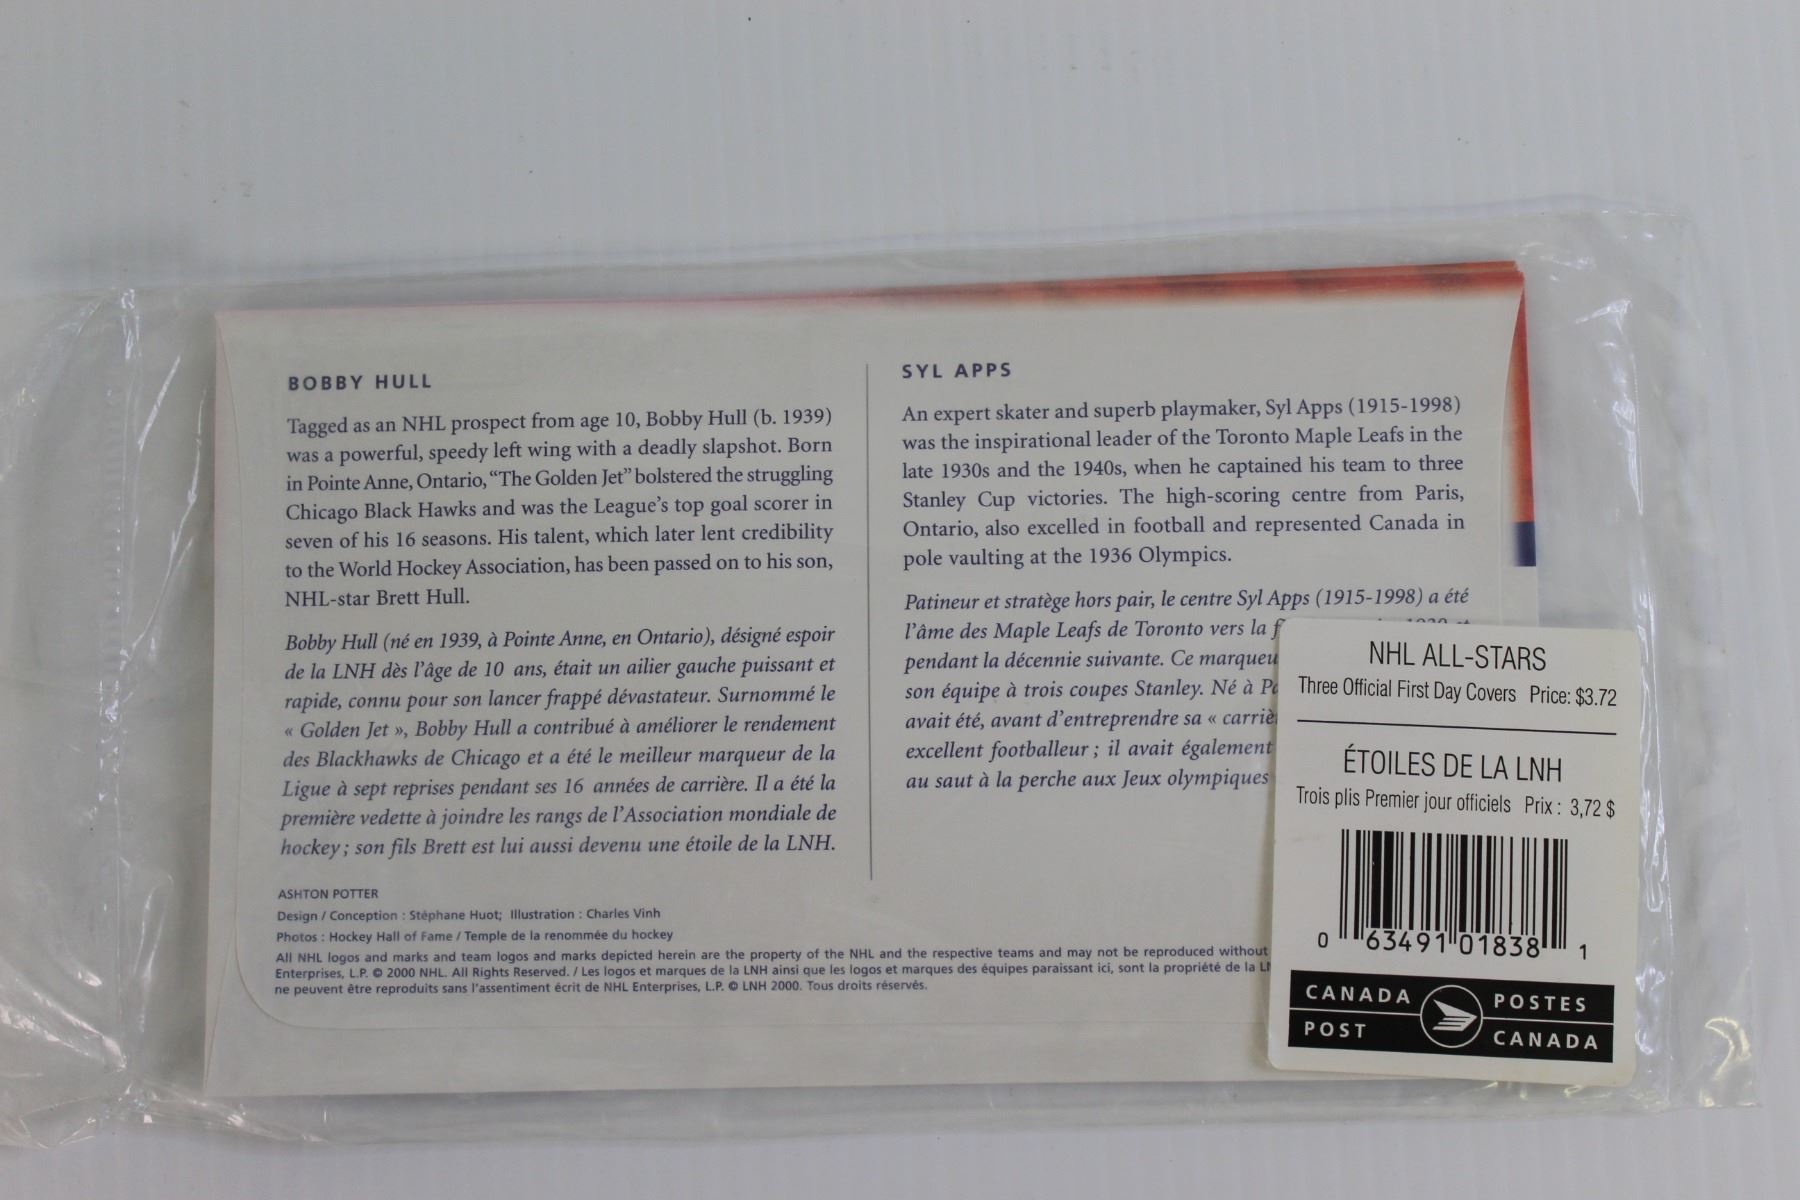 BOBBY HULL
Tagged as an NHL prospect from age 10, Bobby Hull (b. 1939)
was a powerful, speedy left wing with a deadly slapshot. Born
in Pointe Anne, Ontario, “The Golden Jet” bolstered the struggling
Chicago Black Hawks and was the League’s top goal scorer in
seven of his 16 seasons. His talent, which later lent credibility
to the World Hockey Association, has been passed on to his son,
NHL-star Brett Hull.
Bobby Hull (né en 1939, à Pointe Anne, en Ontario), désigné espoir
de la LNH dès l’âge de 10 ans, était un ailier gauche puissant et
rapide, connu pour son lancer frappé dévastateur. Surnommé le
« Golden Jet », Bobby Hull a contribué à améliorer le rendement
des Blackhawks de Chicago et a été le meilleur marqueur de la
Ligue à sept reprises pendant ses 16 années de carrière. Il a été la
première vedette à joindre les rangs de l’Association mondiale de
hockey ; son fils Brett est lui aussi devenu une étoile de la LNH.
SYL APPS
An expert skater and superb playmaker, Syl Apps (1915-1998)
was the inspirational leader of the Toronto Maple Leafs in the
late 1930s and the 1940s, when he captained his team to three
Stanley Cup victories. The high-scoring centre from Paris,
Ontario, also excelled in football and represented Canada in
pole vaulting at the 1936 Olympics.
Patineur et stratège hors pair, le centre Syl Apps (1915-1998) a été
l’âme des Maple Leafs de Toronto vers la
pendant la décennie suivante. Ce marqueu
son équipe à trois coupes Stanley. Né à
avait été, avant d’entreprendre sa « carriè
excellent footballeur ; il avait également
au saut à la perche aux Jeux olympiques
ASHTON POTTER
Design / Conception : Stéphane Huot; Illustration : Charles Vinh
Photos : Hockey Hall of Fame / Temple de la renommée du hockey
All NHL logos and marks and team logos and marks depicted herein are the property of the NHL and the respective teams and may not be reproduced without
Enterprises, L.P. © 2000 NHL. All Rights Reserved. / Les logos et marques de la LNH ainsi que les logos et marques des équipes paraissant ici, sont la propriété de la
ne peuvent être reproduits sans l’assentiment écrit de NHL Enterprises, L.P. © LNH 2000. Tous droits réservés.
NHL ALL-STARS
Three Official First Day Covers Price: $3.72
ÉTOILES DE LA LNH
Trois plis Premier jour officiels Prix : 3,72 $
0 63491 01838 1
CANADA POST
POSTES CANADA